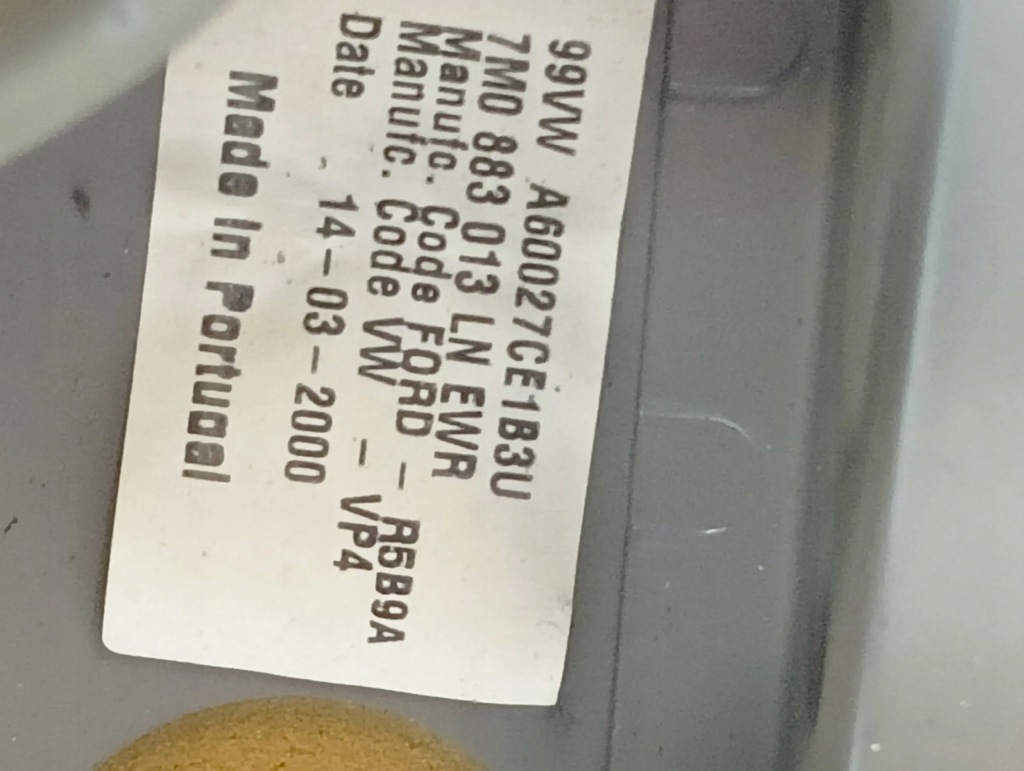 99VW A60027CE1B3U
7M0 883 013 LN EWR
Manufc. Code FORD - A5B9A
Manufc. Code VW - VP4
Date 14-03-2000
Made In Portugal